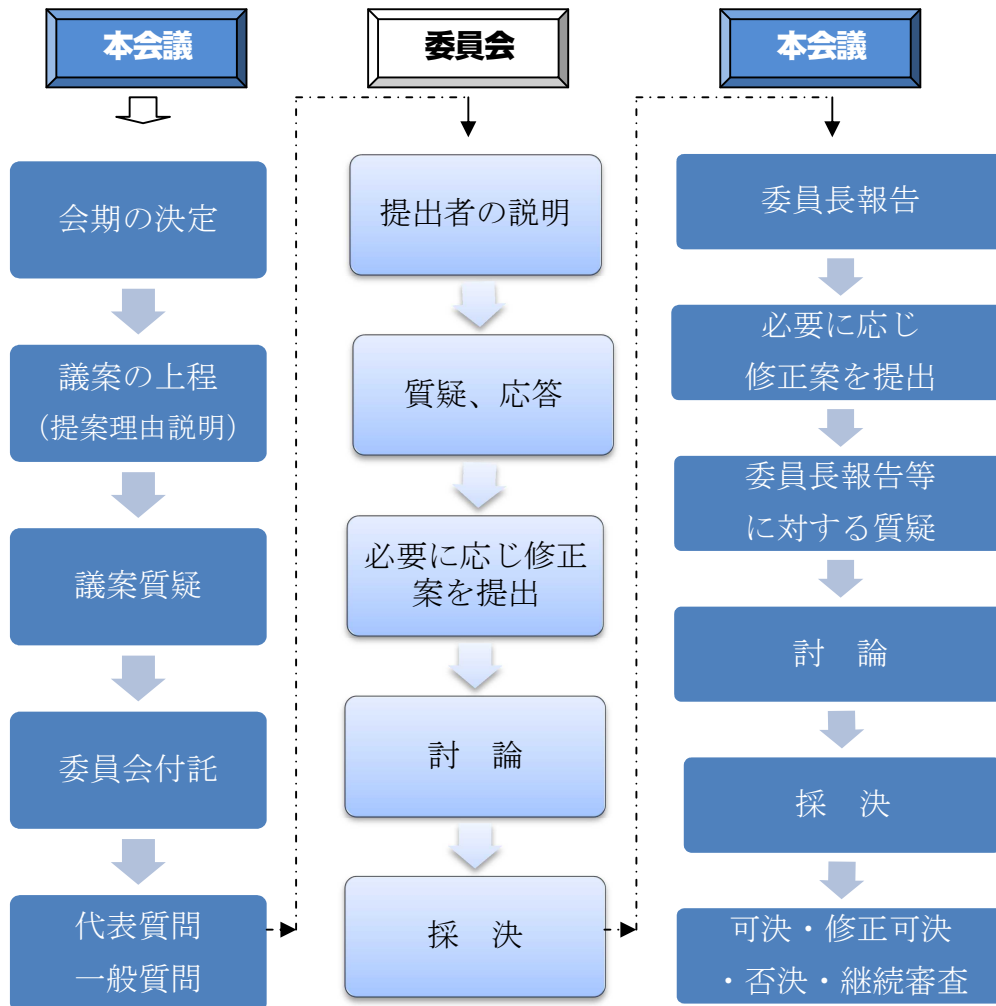 本会議
会期の決定
議案の上程
（提案理由説明）
議案質疑
委員会付託
代表質問
一般質問
委員会
提出者の説明
質疑、応答
必要に応じ修正
案を提出
討　論
採　決
本会議
委員長報告
必要に応じ
修正案を提出
委員長報告等
に対する質疑
討　論
採　決
可決・修正可決
・否決・継続審査